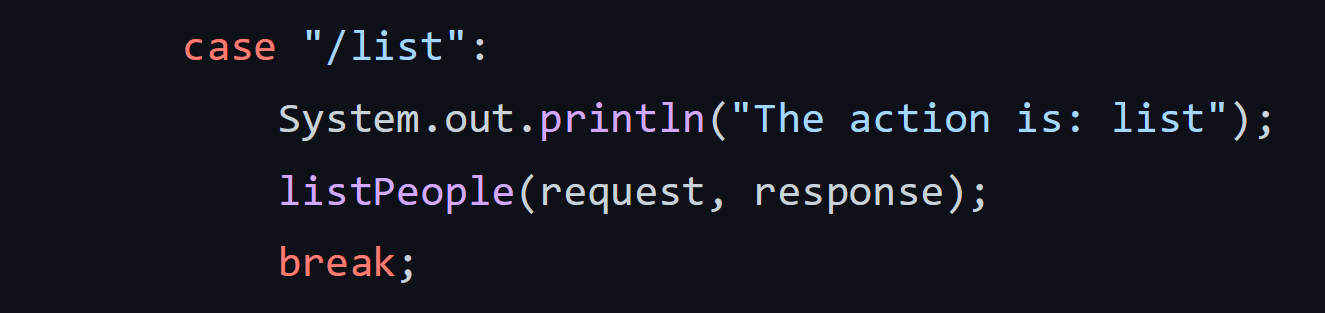 case "/list":
System.out.println("The action is: list");
listPeople(request, response);
break;